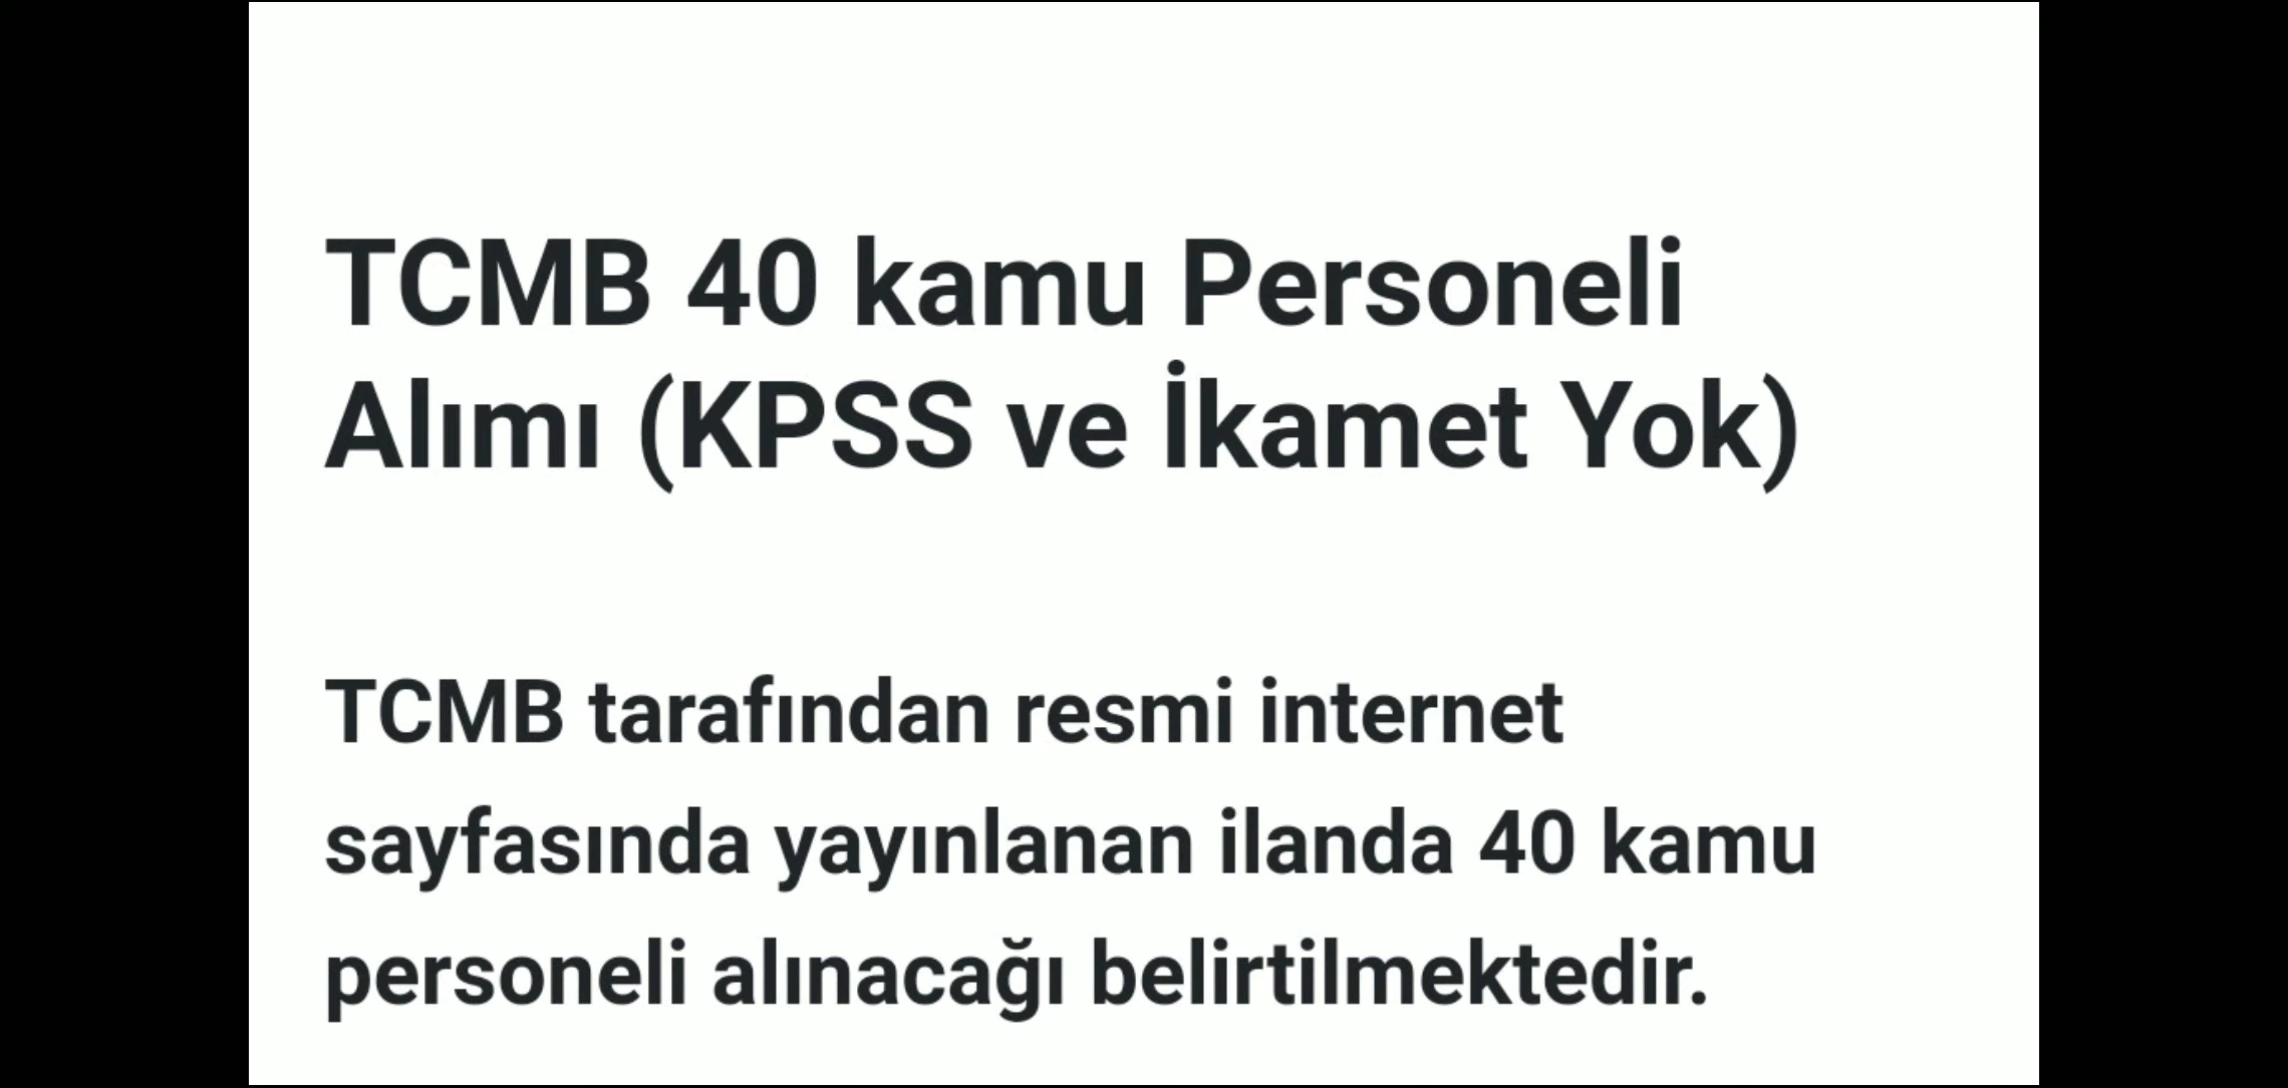 TCMB 40 kamu Personeli
Alımı (KPSS ve İkamet Yok)
TCMB tarafından resmi internet
sayfasında yayınlanan ilanda 40 kamu
personeli alınacağı belirtilmektedir.